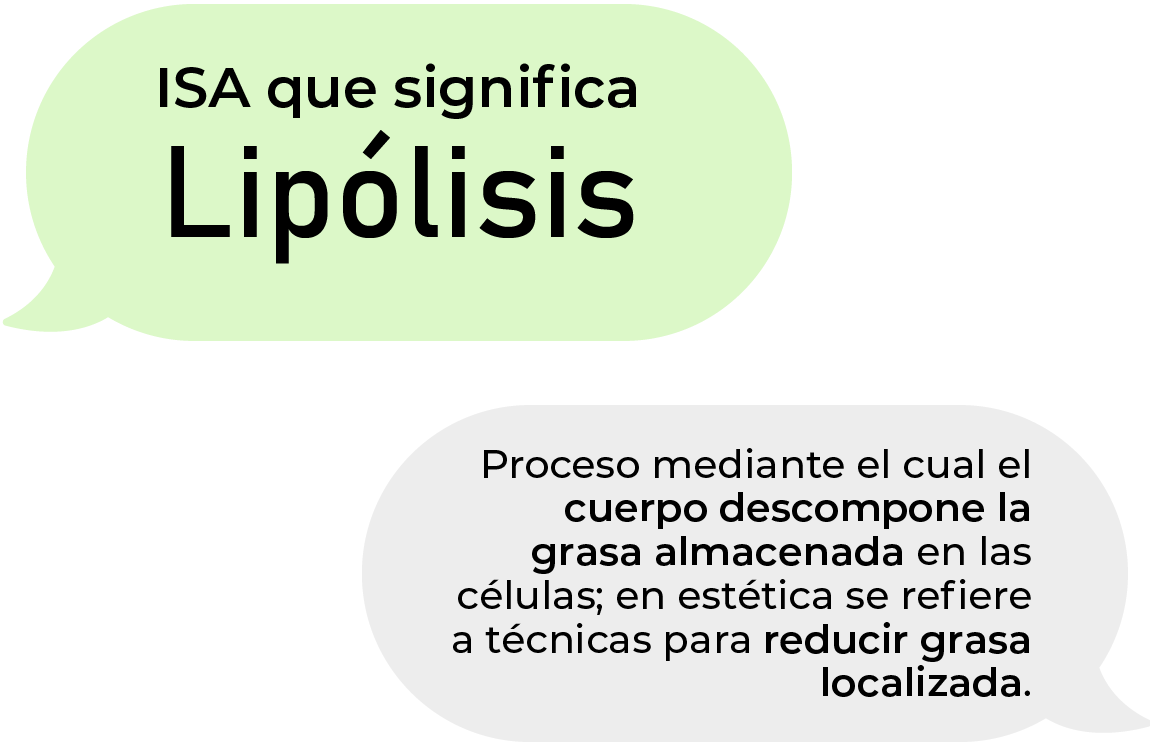 ISA que significa
Lipólisis
Proceso mediante el cual el
cuerpo descompone la
grasa almacenada en las
células; en estética se refiere
a técnicas para reducir grasa
localizada.